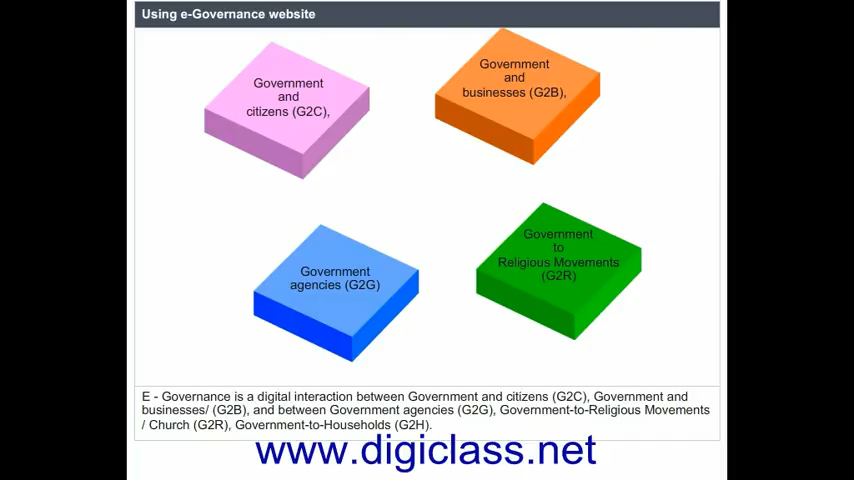 Using e-Governance website
Government
and
citizens (G2C),
Government
and
businesses (G2B),
Government
agencies (G2G)
Government
to
Religious Movements
(G2R)
E - Governance is a digital interaction between Government and citizens (G2C), Government and
businesses/ (G2B), and between Government agencies (G2G), Government-to-Religious Movements
/ Church (G2R), Government-to-Households (G2H).
www.digiclass.net